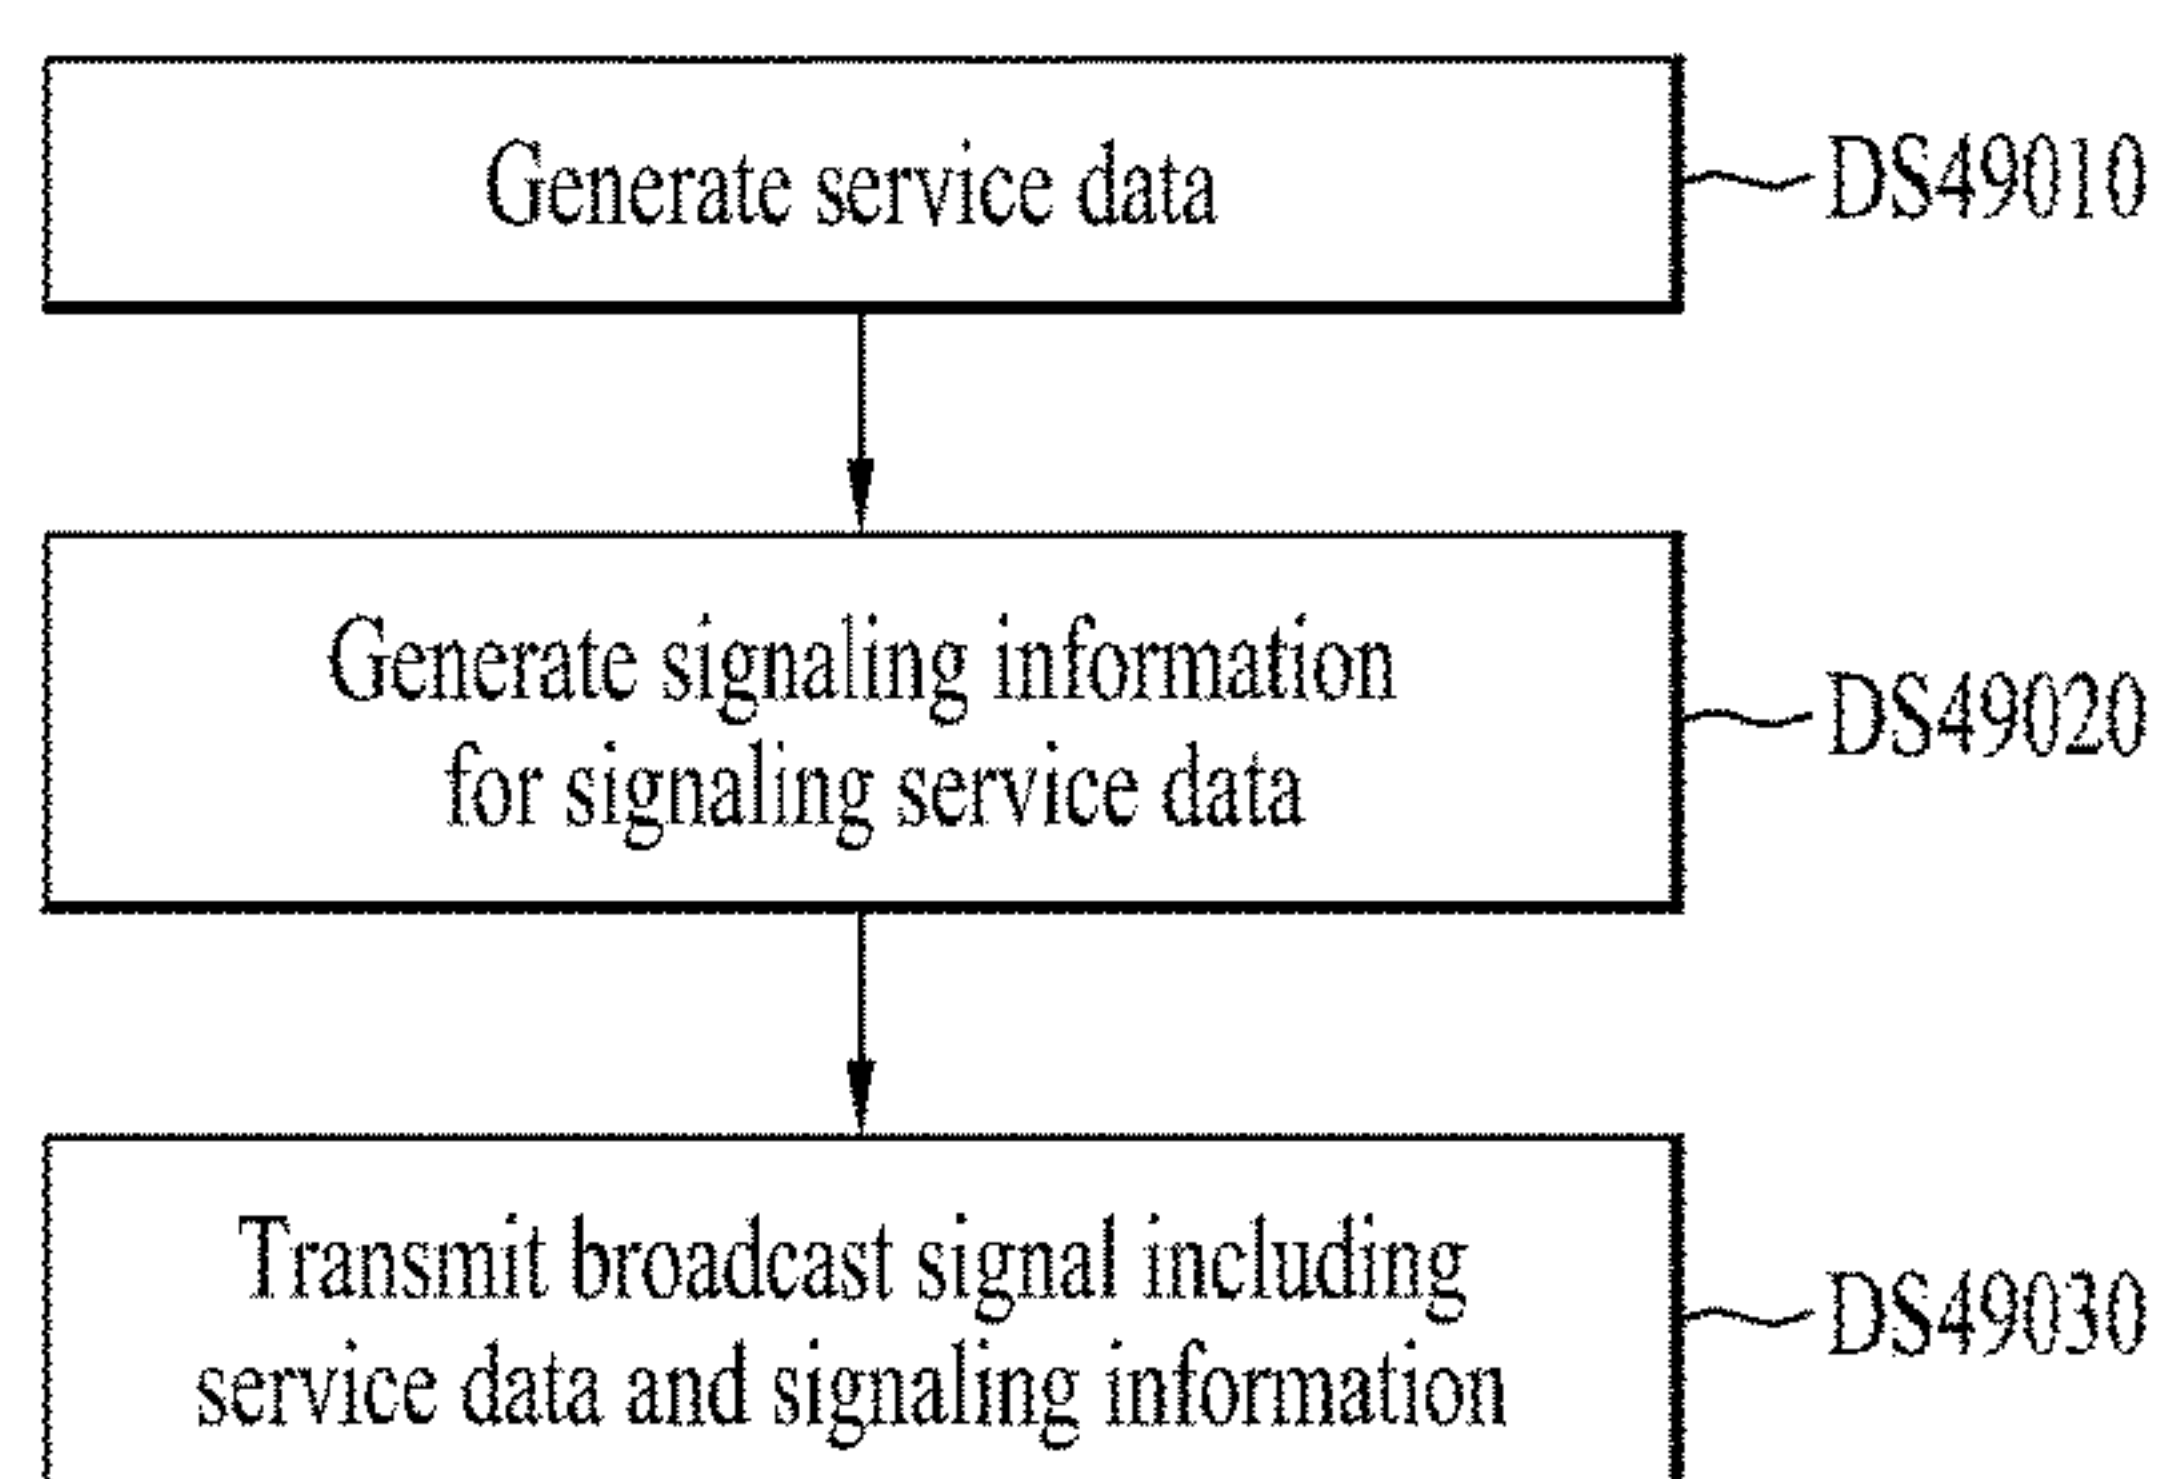 Generate service data
DS49010
Generate signaling information
for signaling service data
DS49020
Transmit broadcast signal including
service data and signaling information
DS49030